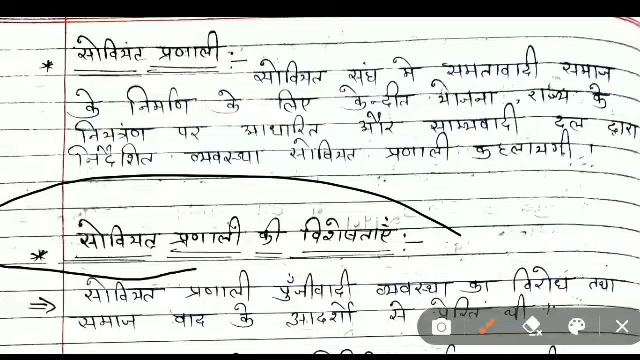 * सोवियत प्रणाली :-
सोवियत संघ मे समतावादी समाज
के निर्माण के लिए केन्दीत योजना, राज्य के
नियंत्रण पर आधारित और साम्यवादी दल द्वारा
निर्देशित व्यवस्था सोवियत प्रणाली कहलायगी ।
* सोवियत प्रणाली की विशेषताएँ :-
⇒ सोवियत प्रणाली पुँजीवादी व्यवस्था का विरोध तथा
समाज वाद के आदर्शो से प्रेरित थी ।